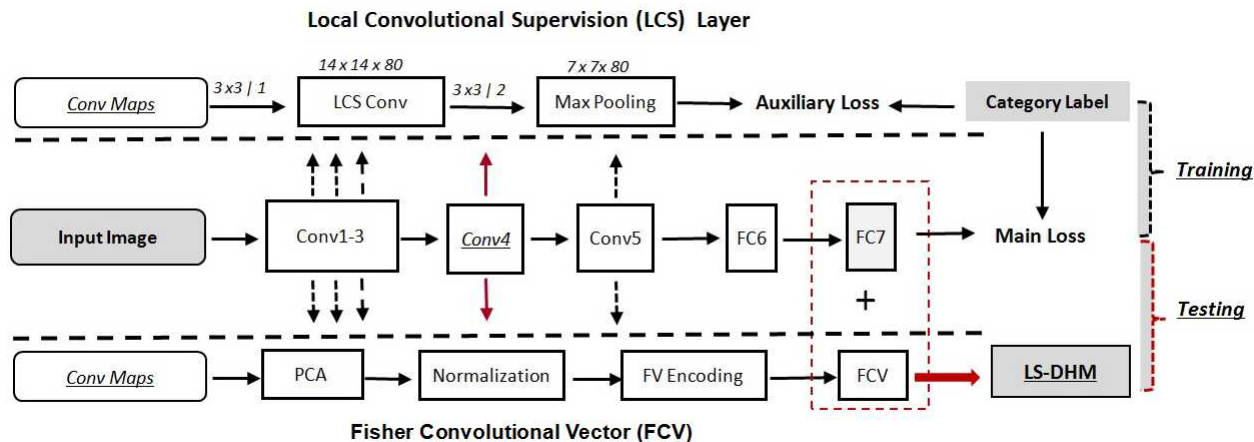 Local Convolutional Supervision (LCS) Layer
14 x 14 x 80
7 x 7x 80
Conv Maps
3 x3 | 1
LCS Conv
3x3 | 2
Max Pooling
Auxiliary Loss
Category Label
Training
Input Image
Conv1-3
Conv4
Conv5
FC6
FC7
Main Loss
+
Testing
Conv Maps
PCA
Normalization
FV Encoding
FCV
LS-DHM
Fisher Convolutional Vector (FCV)